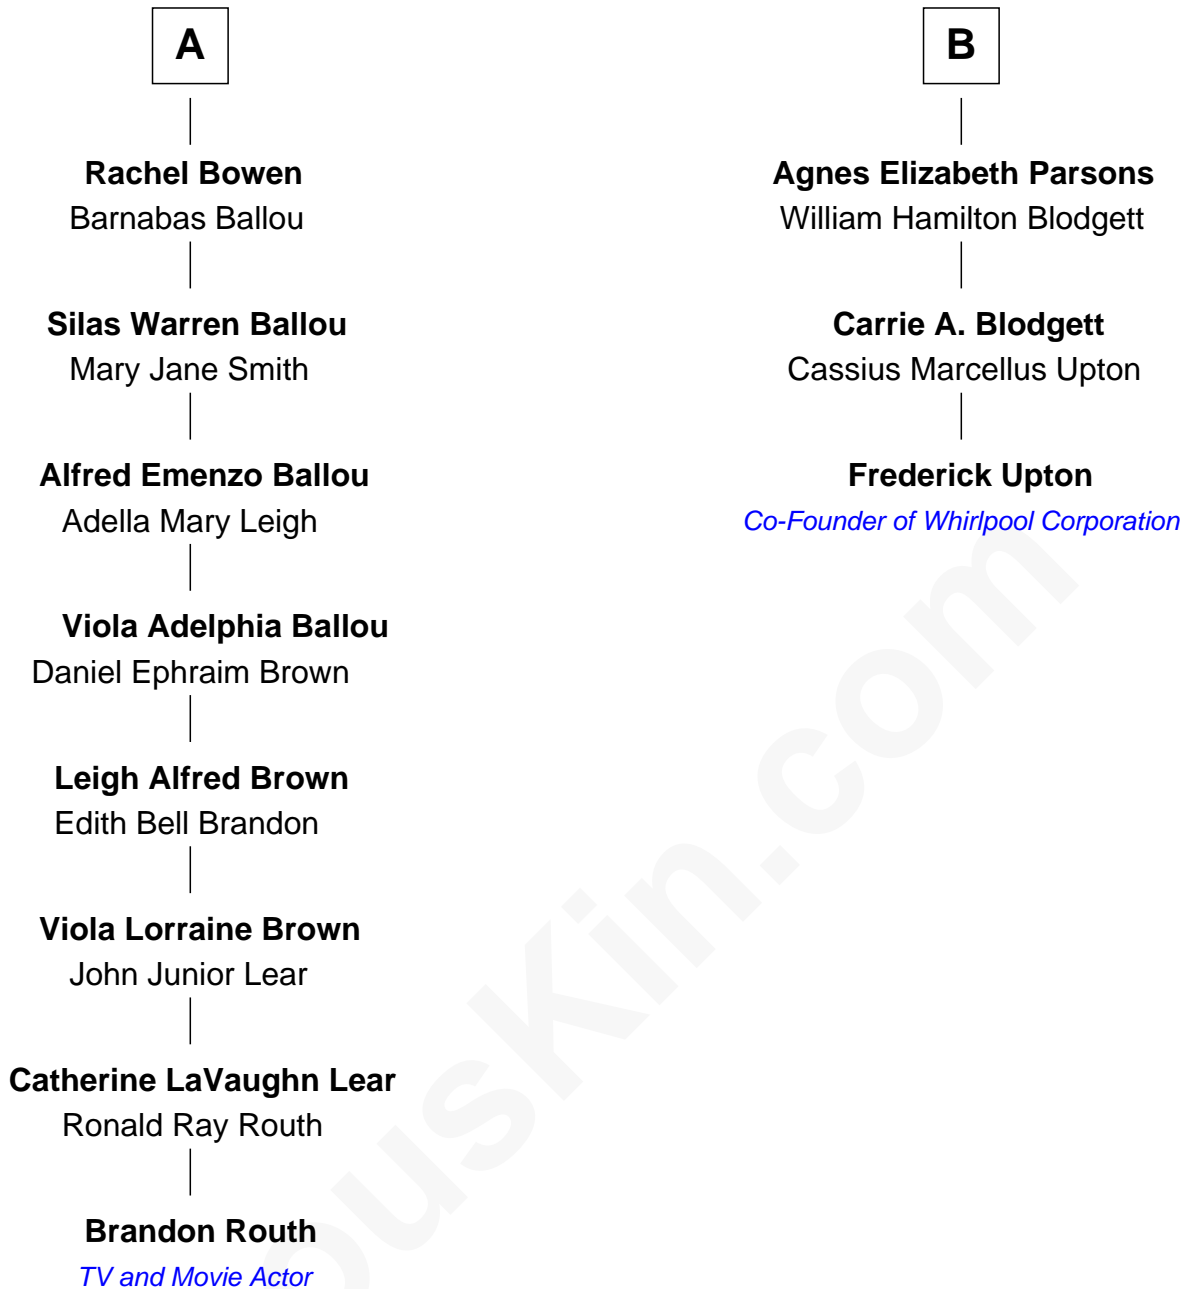 A
Rachel Bowen
Barnabas Ballou
Silas Warren Ballou
Mary Jane Smith
Alfred Emenzo Ballou
Adella Mary Leigh
Viola Adelphia Ballou
Daniel Ephraim Brown
Leigh Alfred Brown
Edith Bell Brandon
Viola Lorraine Brown
John Junior Lear
Catherine LaVaughn Lear
Ronald Ray Routh
Brandon Routh
TV and Movie Actor
B
Agnes Elizabeth Parsons
William Hamilton Blodgett
Carrie A. Blodgett
Cassius Marcellus Upton
Frederick Upton
Co-Founder of Whirlpool Corporation
ousKin.com